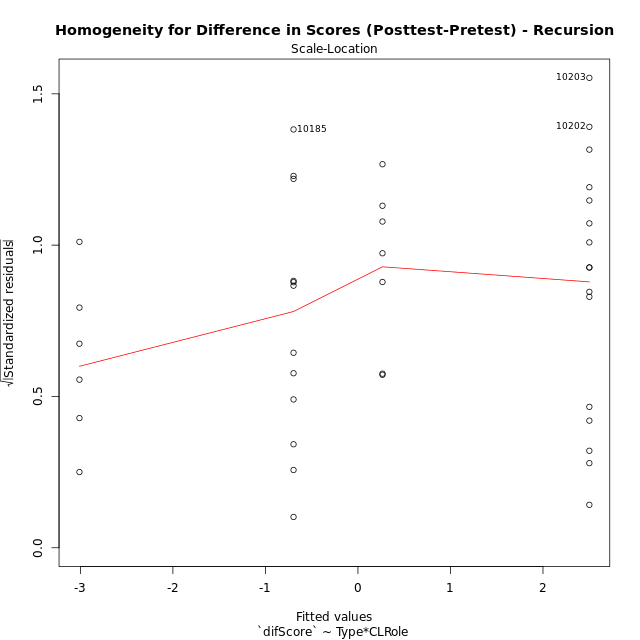 Homogeneity for Difference in Scores (Posttest-Pretest) - Recursion
Scale-Location
10203
10202
10185
1.5
1.0
0.5
0.0
√|Standardized residuals|
-3 -2 -1 0 1 2
Fitted values
`difScore` ~ Type*CLRole